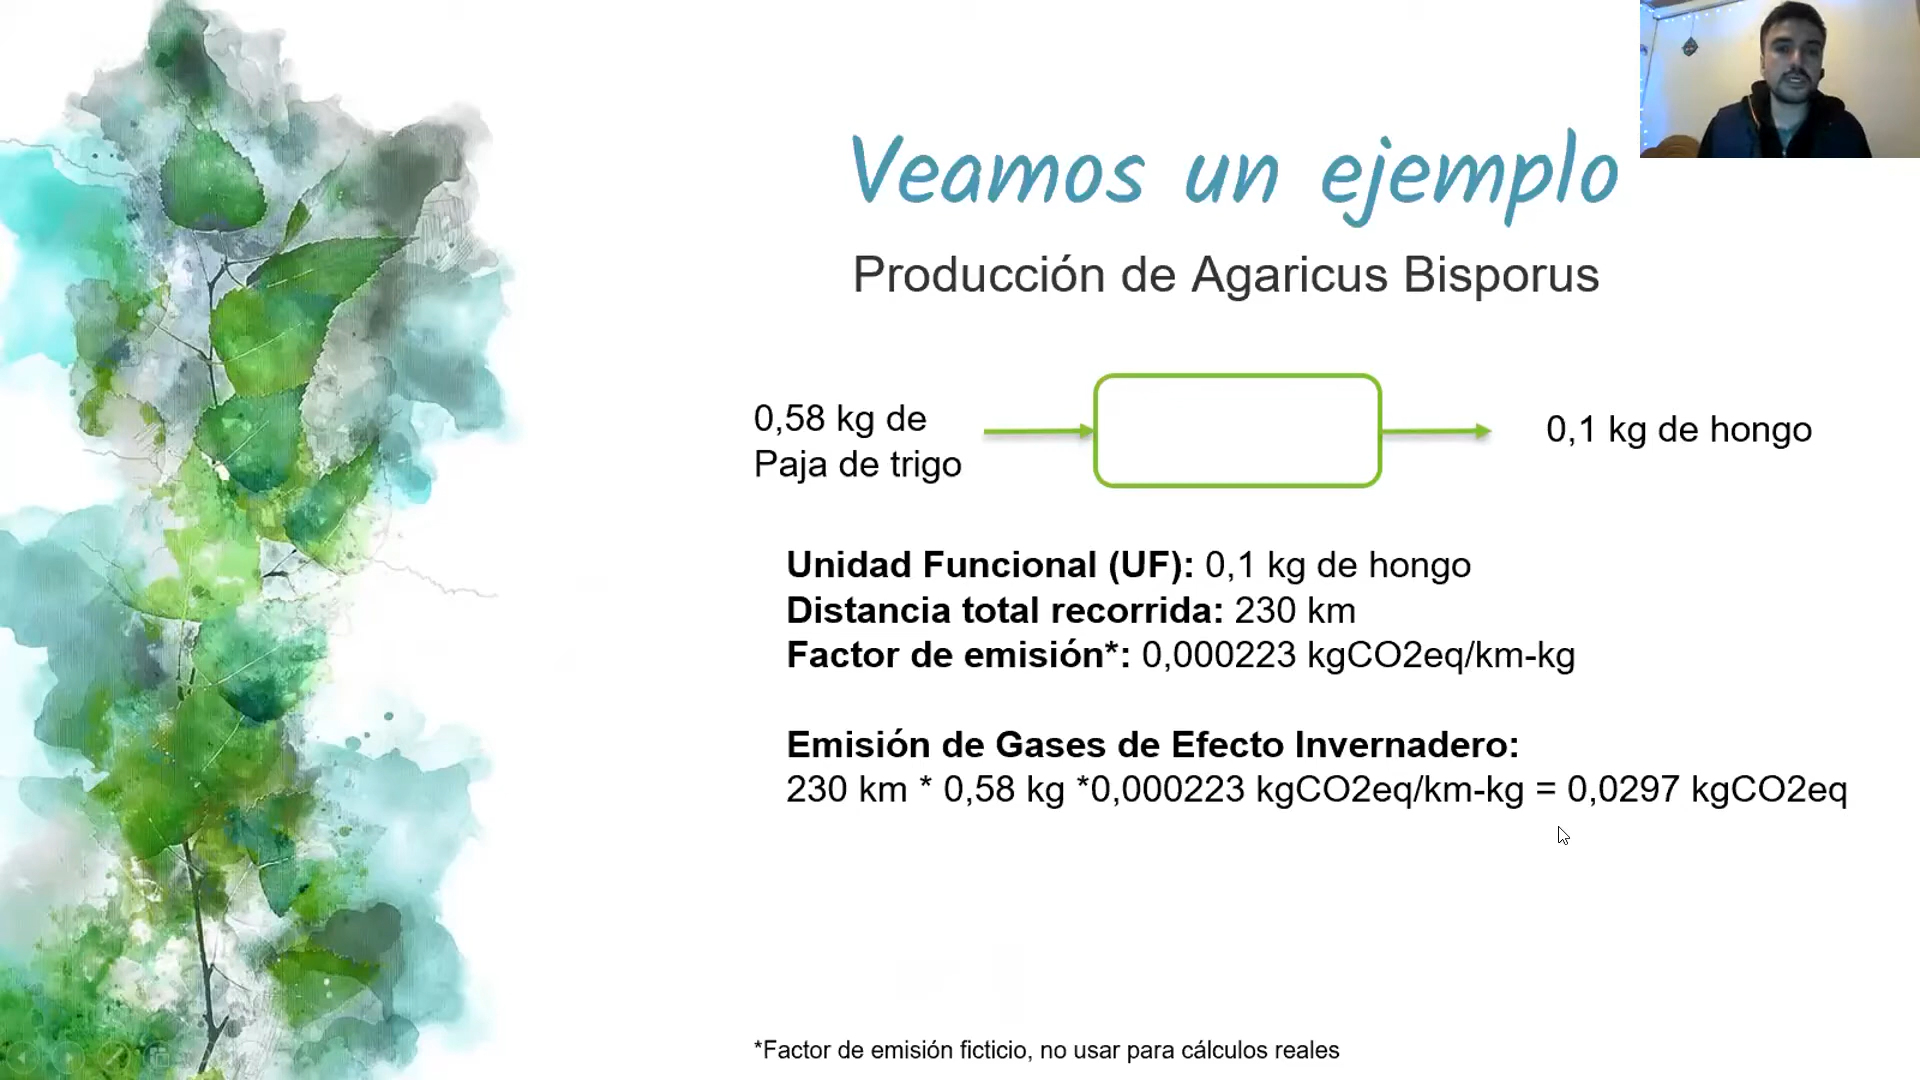 Veamos un ejemplo
Producción de Agaricus Bisporus
0,58 kg de
Paja de trigo
0,1 kg de hongo
Unidad Funcional (UF): 0,1 kg de hongo
Distancia total recorrida: 230 km
Factor de emisión*: 0,000223 kgCO2eq/km-kg
Emisión de Gases de Efecto Invernadero:
230 km * 0,58 kg *0,000223 kgCO2eq/km-kg = 0,0297 kgCO2eq
*Factor de emisión ficticio, no usar para cálculos reales